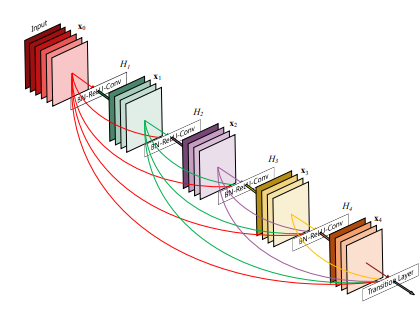 Input
x₀
H₁
BN-ReLU-Conv
x₁
H₂
BN-ReLU-Conv
x₂
H₃
BN-ReLU-Conv
x₃
H₄
BN-ReLU-Conv
x₄
Transition Layer